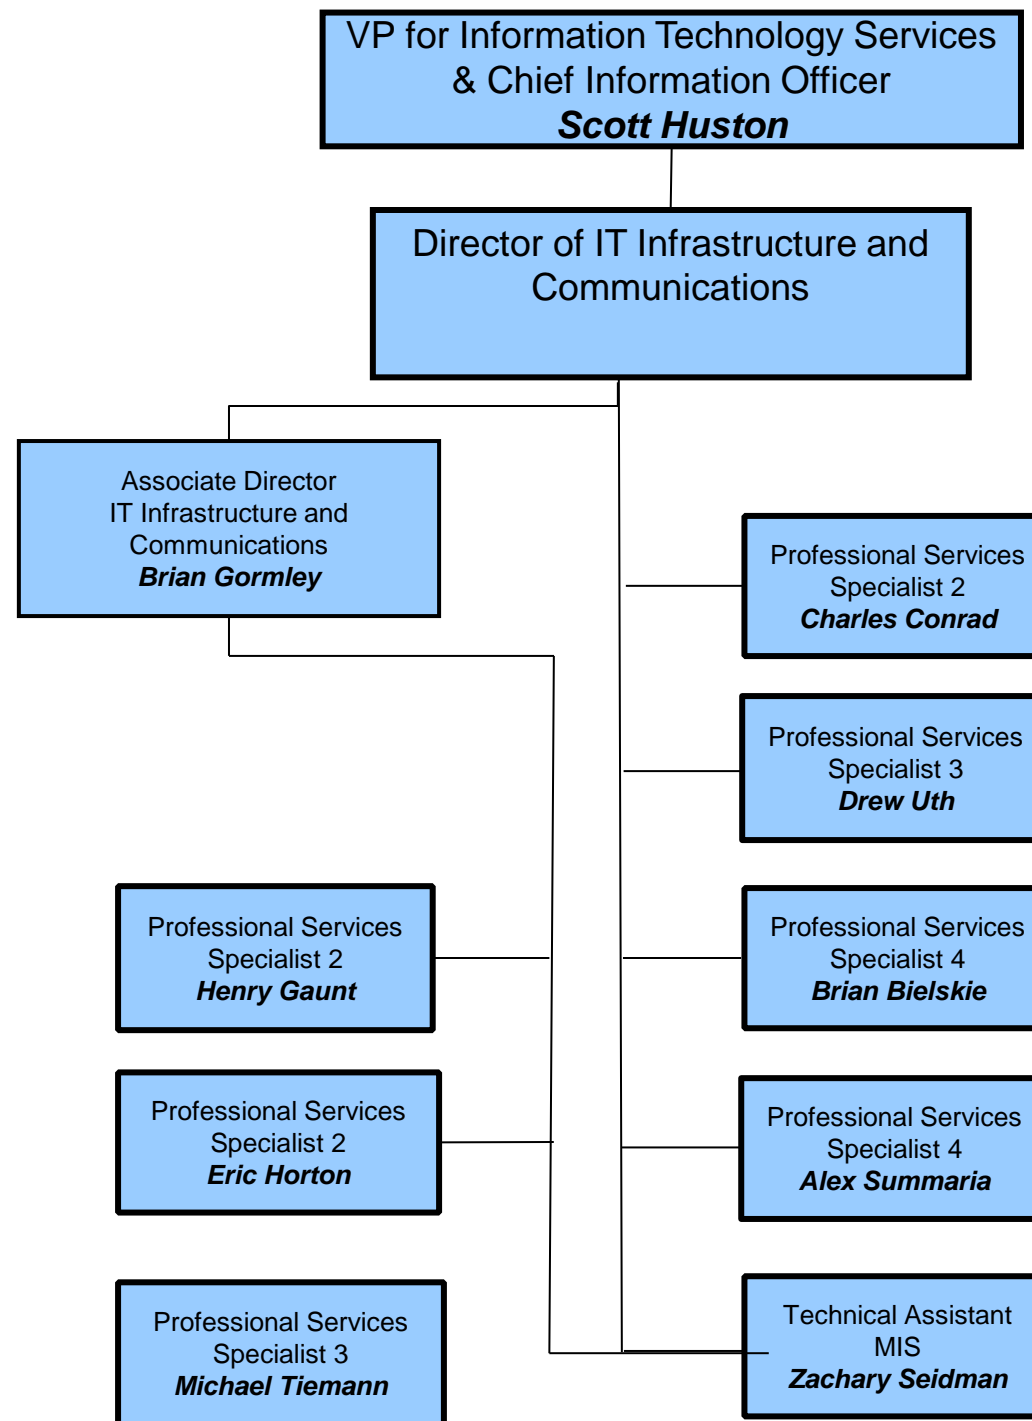 VP for Information Technology Services
& Chief Information Officer
Scott Huston
Director of IT Infrastructure and
Communications
Associate Director
IT Infrastructure and
Communications
Brian Gormley
Professional Services
Specialist 2
Charles Conrad
Professional Services
Specialist 3
Drew Uth
Professional Services
Specialist 2
Henry Gaunt
Professional Services
Specialist 4
Brian Bielskie
Professional Services
Specialist 2
Eric Horton
Professional Services
Specialist 4
Alex Summaria
Professional Services
Specialist 3
Michael Tiemann
Technical Assistant
MIS
Zachary Seidman